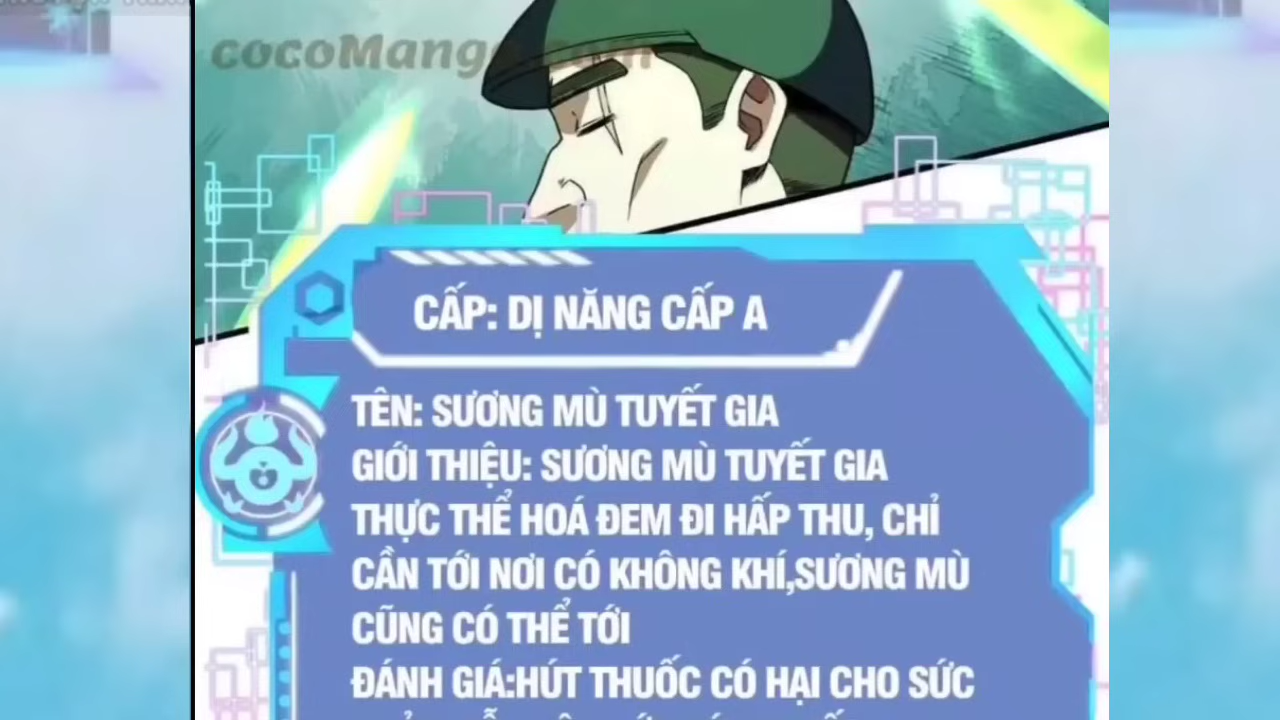 cocoManga.com
CẤP: DỊ NĂNG CẤP A
TÊN: SƯƠNG MÙ TUYẾT GIA
GIỚI THIỆU: SƯƠNG MÙ TUYẾT GIA
THỰC THỂ HOÁ ĐEM ĐI HẤP THU, CHỈ
CẦN TỚI NƠI CÓ KHÔNG KHÍ,SƯƠNG MÙ
CŨNG CÓ THỂ TỚI
ĐÁNH GIÁ:HÚT THUỐC CÓ HẠI CHO SỨC